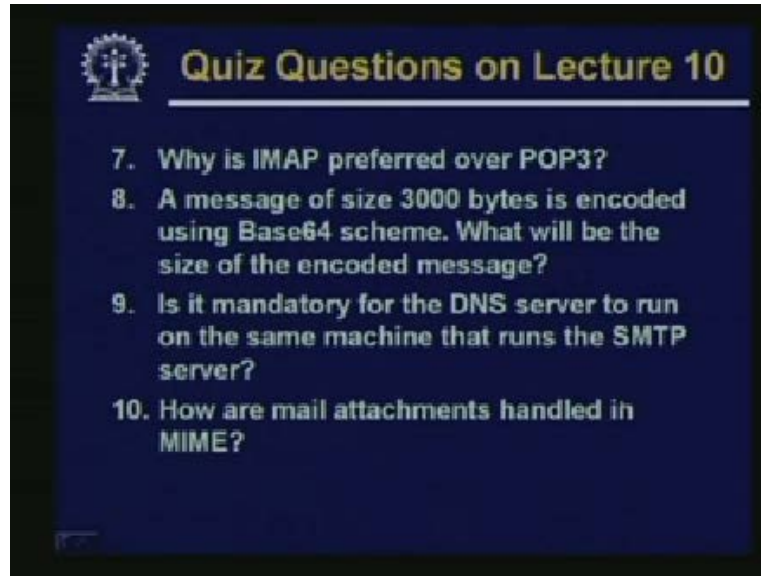 Quiz Questions on Lecture 10
7. Why is IMAP preferred over POP3?
8. A message of size 3000 bytes is encoded
using Base64 scheme. What will be the
size of the encoded message?
9. Is it mandatory for the DNS server to run
on the same machine that runs the SMTP
server?
10. How are mail attachments handled in
MIME?